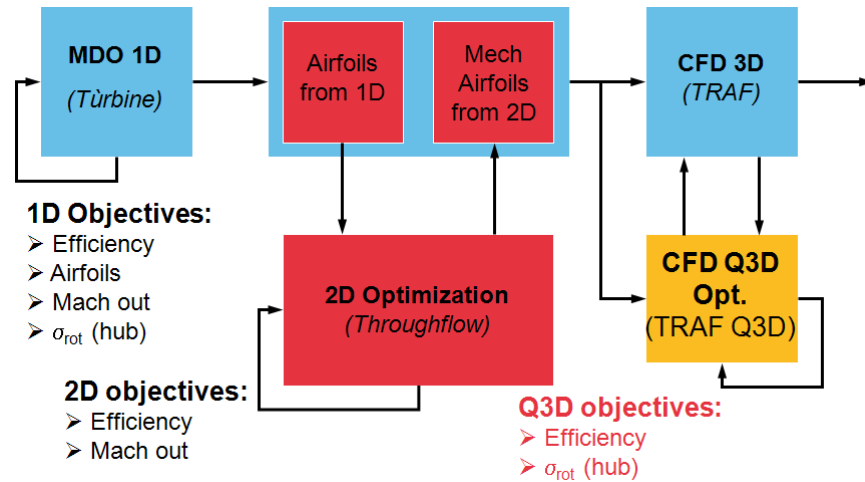 MDO 1D
(Tùrbine)
Airfoils
from 1D
Mech
Airfoils
from 2D
CFD 3D
(TRAF)
1D Objectives:
➢ Efficiency
➢ Airfoils
➢ Mach out
➢ σrot (hub)
2D Optimization
(Throughflow)
CFD Q3D
Opt.
(TRAF Q3D)
2D objectives:
➢ Efficiency
➢ Mach out
Q3D objectives:
➢ Efficiency
➢ σrot (hub)